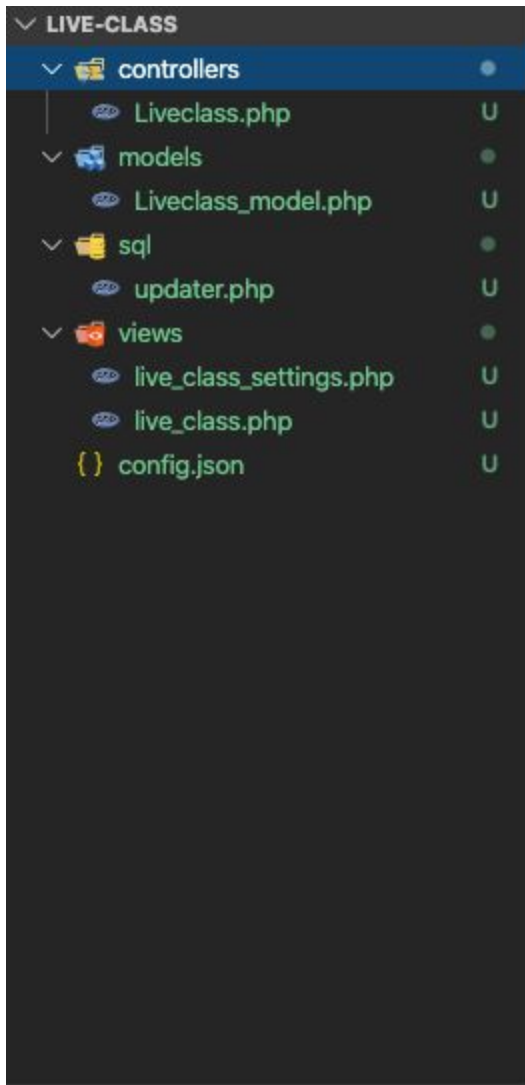 LIVE-CLASS
controllers
Liveclass.php U
models
Liveclass_model.php U
sql
updater.php U
views
live_class_settings.php U
live_class.php U
{ } config.json U